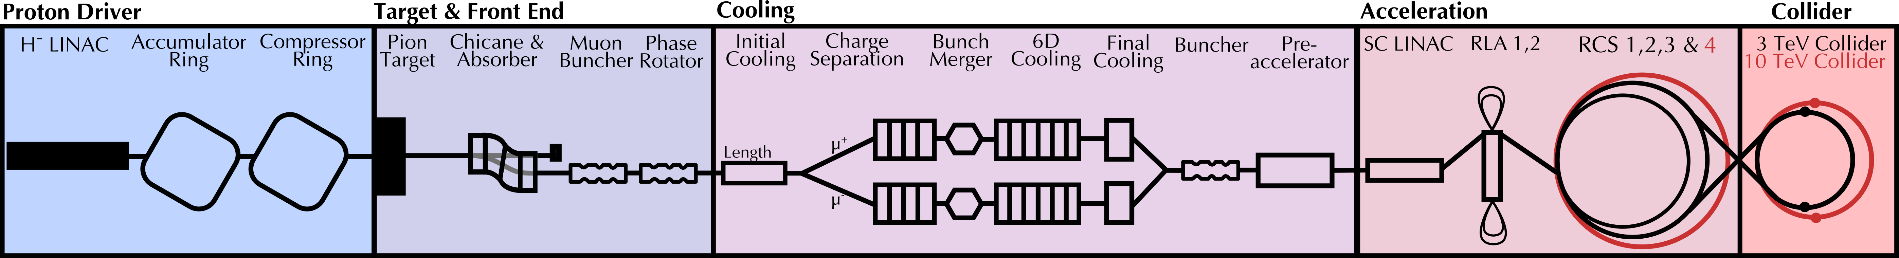 Proton Driver
H⁻ LINAC
Accumulator
Ring
Compressor
Ring
Target & Front End
Pion
Target
Chicane &
Absorber
Muon
Buncher
Phase
Rotator
Cooling
Initial
Cooling
Charge
Separation
Bunch
Merger
6D
Cooling
Final
Cooling
Buncher
Pre-
accelerator
Length
μ⁺
μ⁻
Acceleration
SC LINAC
RLA 1,2
RCS 1,2,3 & 4
Collider
3 TeV Collider
10 TeV Collider